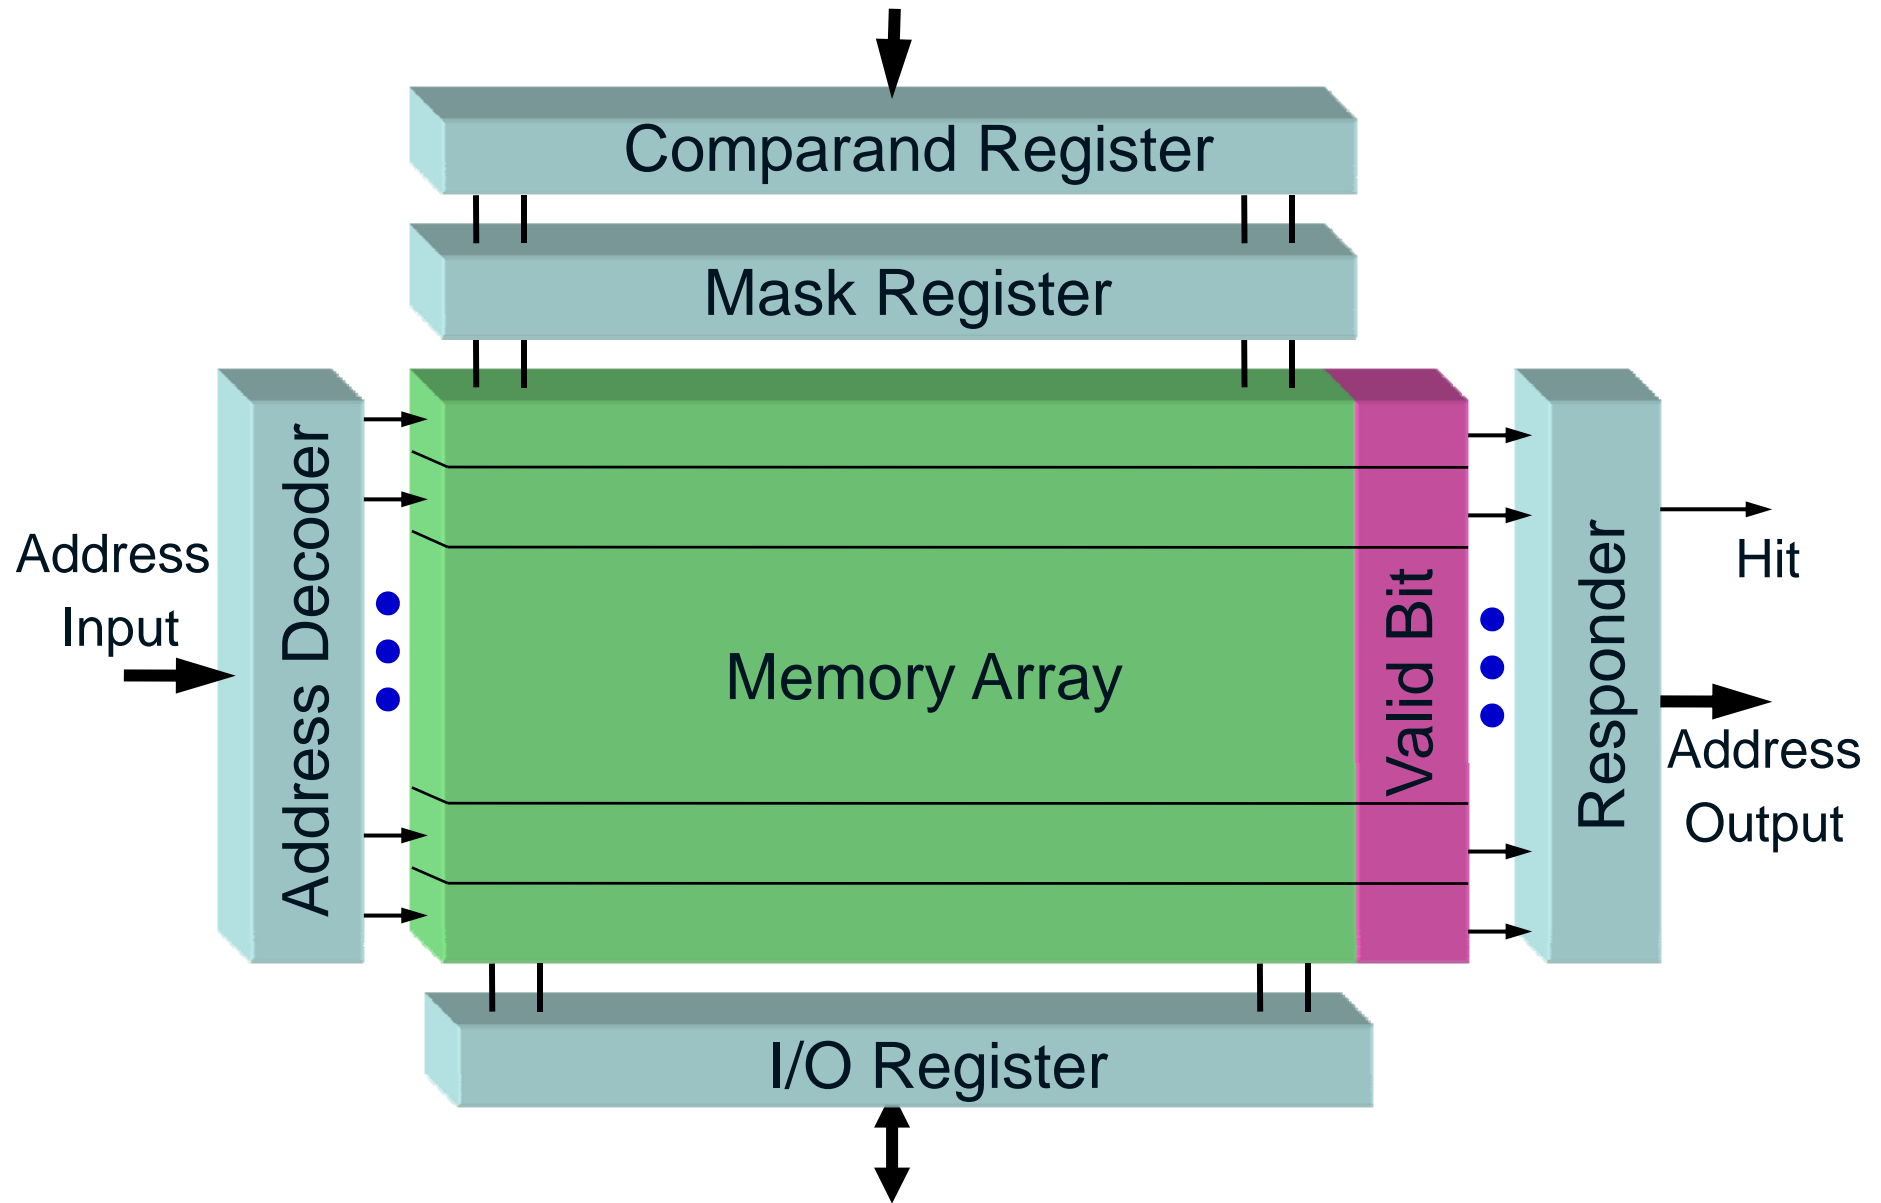 Comparand Register
Mask Register
Address
Input
Address Decoder
Memory Array
Valid Bit
Responder
Hit
Address
Output
I/O Register